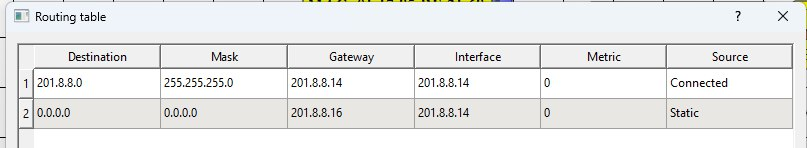 Routing table
Destination Mask Gateway Interface Metric Source
1 201.8.8.0 255.255.255.0 201.8.8.14 201.8.8.14 0 Connected
2 0.0.0.0 0.0.0.0 201.8.8.16 201.8.8.14 0 Static